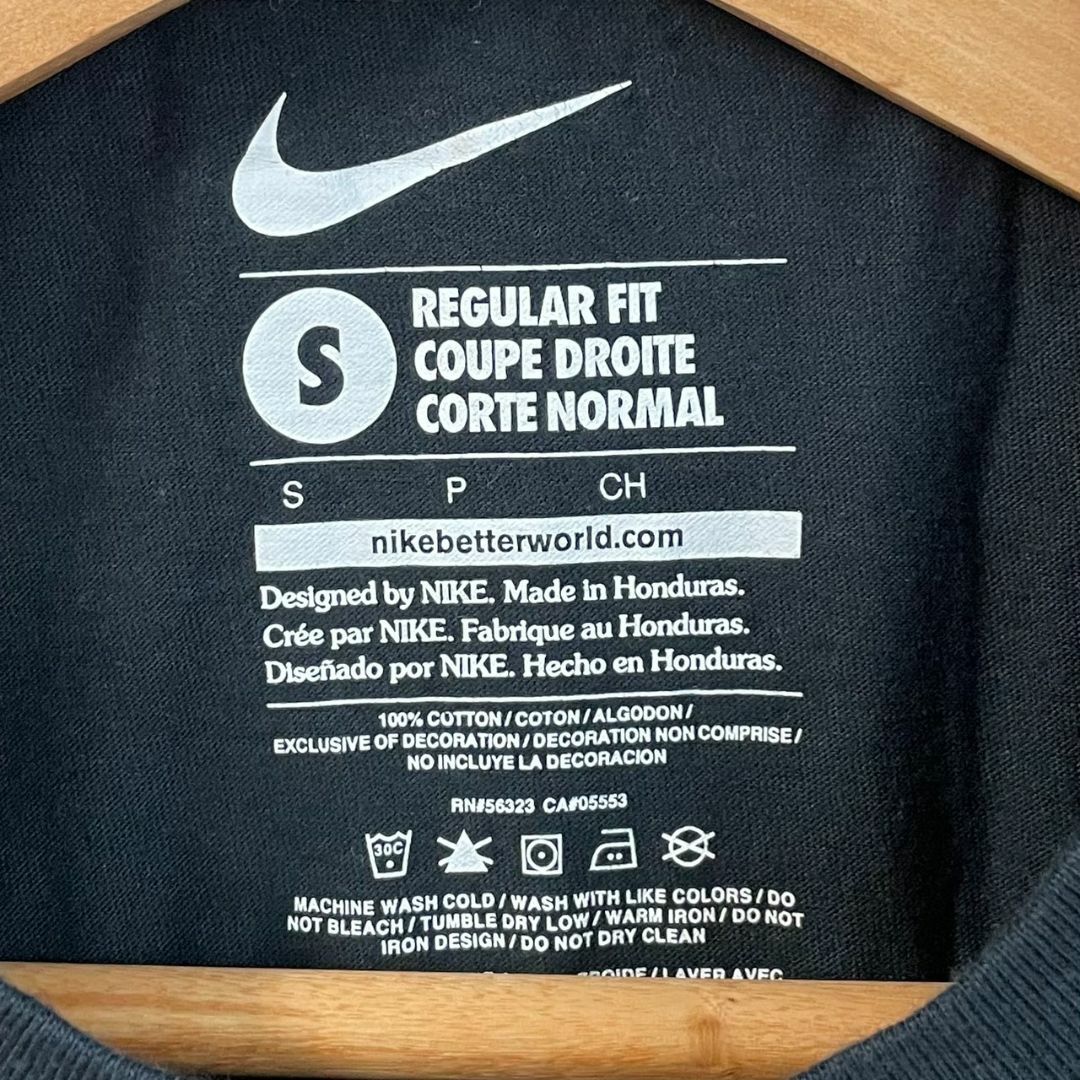 S
REGULAR FIT
COUPE DROITE
CORTE NORMAL
S P CH
nikebetterworld.com
Designed by NIKE. Made in Honduras.
Crée par NIKE. Fabrique au Honduras.
Diseñado por NIKE. Hecho en Honduras.
100% COTTON / COTON / ALGODON /
EXCLUSIVE OF DECORATION / DECORATION NON COMPRISE /
NO INCLUYE LA DECORACION
RN#56323 CA#05553
30C
MACHINE WASH COLD / WASH WITH LIKE COLORS / DO
NOT BLEACH / TUMBLE DRY LOW / WARM IRON / DO NOT
IRON DESIGN / DO NOT DRY CLEAN
/ LAVER AVEC